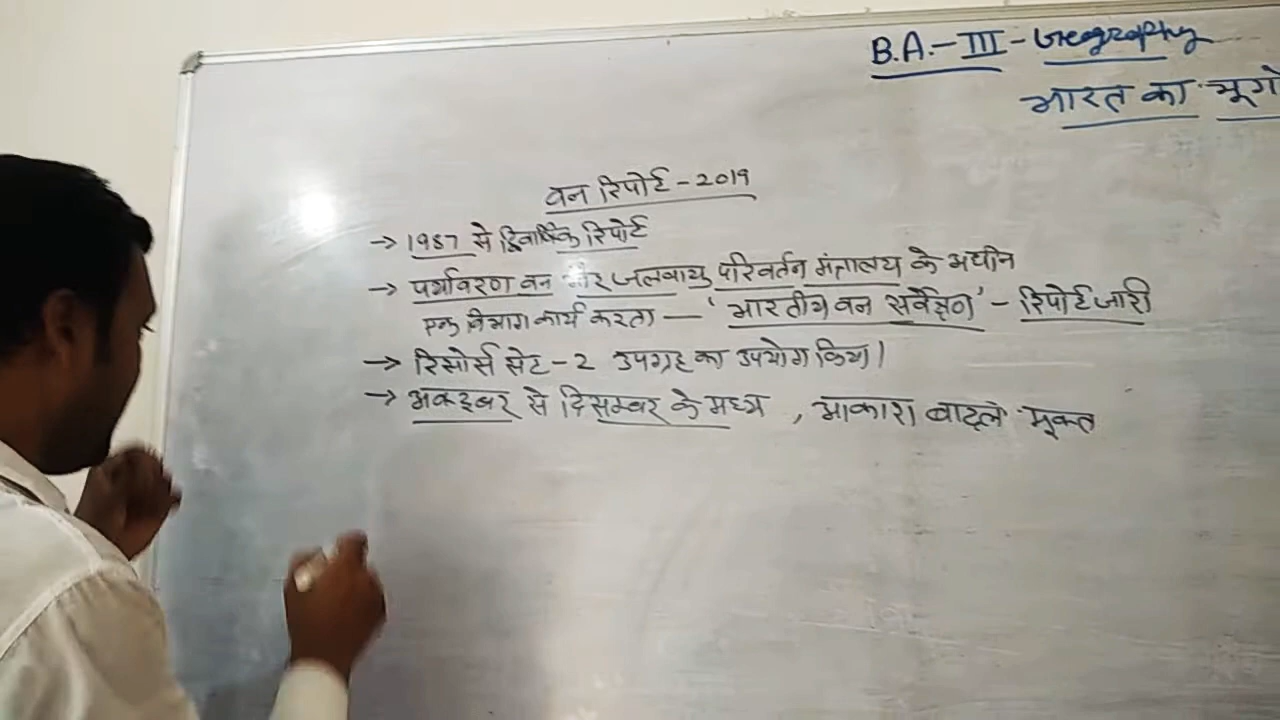 B.A.-III-Geography
भारत का भूगो
वन रिपोर्ट-2019
→ 1987 से द्विवार्षिक रिपोर्ट
→ पर्यावरण वन और जलवायु परिवर्तन मंत्रालय के अधीन
एक विभाग कार्य करता — 'भारतीय वन सर्वेक्षण' - रिपोर्ट जारी
→ रिसोर्स सेट-2 उपग्रह का उपयोग किया।
→ अक्टूबर से दिसम्बर के मध्य , आकाश बादल मुक्त